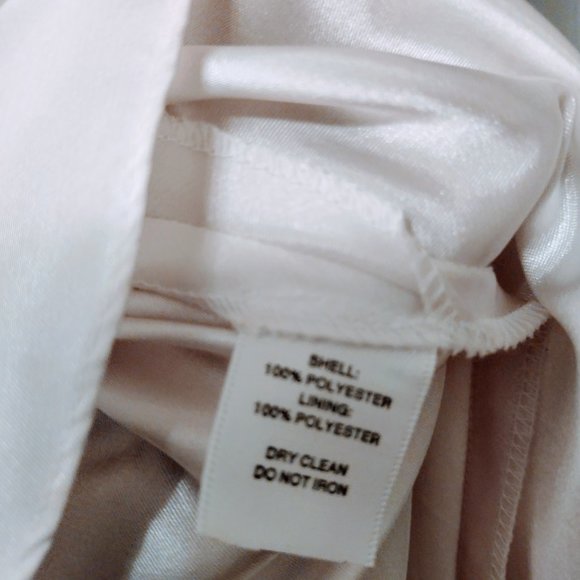 SHELL:
100% POLYESTER
LINING:
100% POLYESTER
DRY CLEAN
DO NOT IRON